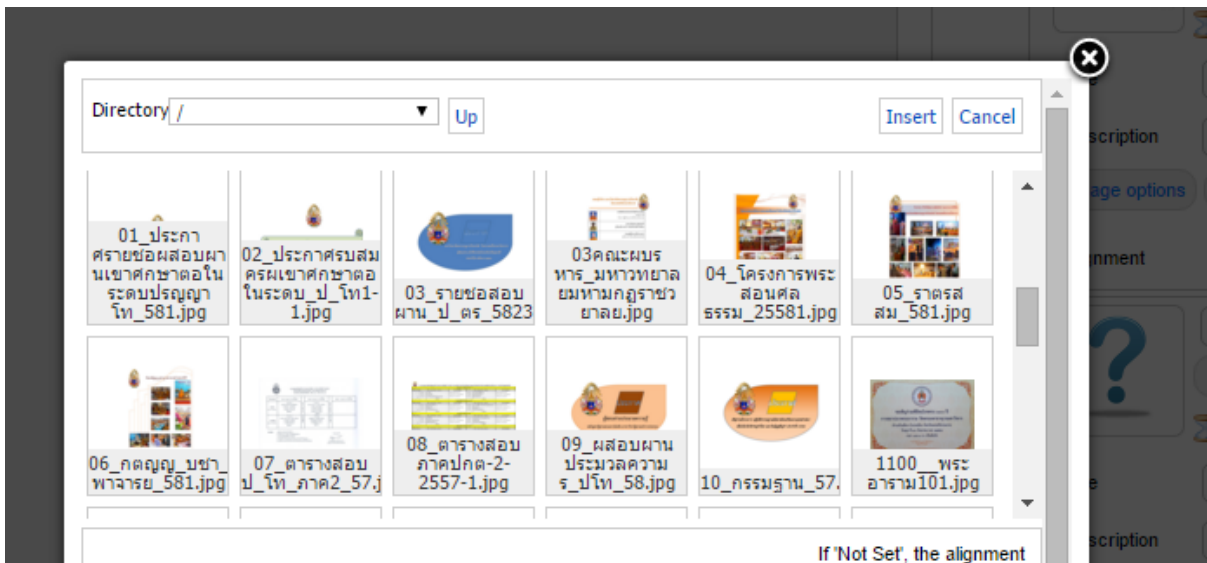 Directory / Up Insert Cancel
scription
age options
nment
01_ประกา
ศรายชอผสอบผา
นเขาศกษาตอใน
ระดบปรญญา
โท_581.jpg
02_ประกาศรบสม
ครผเขาศกษาตอ
ในระดบ_ป_โท1-
1.jpg
03_รายชอสอบ
ผาน_ป_ตร_5823
03คณะผบร
หาร_มหาวทยาล
ยมหามกฎราชว
ยาลย.jpg
04_โครงการพระ
สอนศล
ธรรม_25581.jpg
05_ราตรส
สม_581.jpg
06_กตญญ_บชา_
พาจารย_581.jpg
07_ตารางสอบ
ป_โท_ภาค2_57.j
08_ตารางสอบ
ภาคปกต-2-
2557-1.jpg
09_ผสอบผาน
ประมวลความ
ร_ปโท_58.jpg
10_กรรมฐาน_57.
1100__พระ
อาราม101.jpg
e
scription
If 'Not Set', the alignment